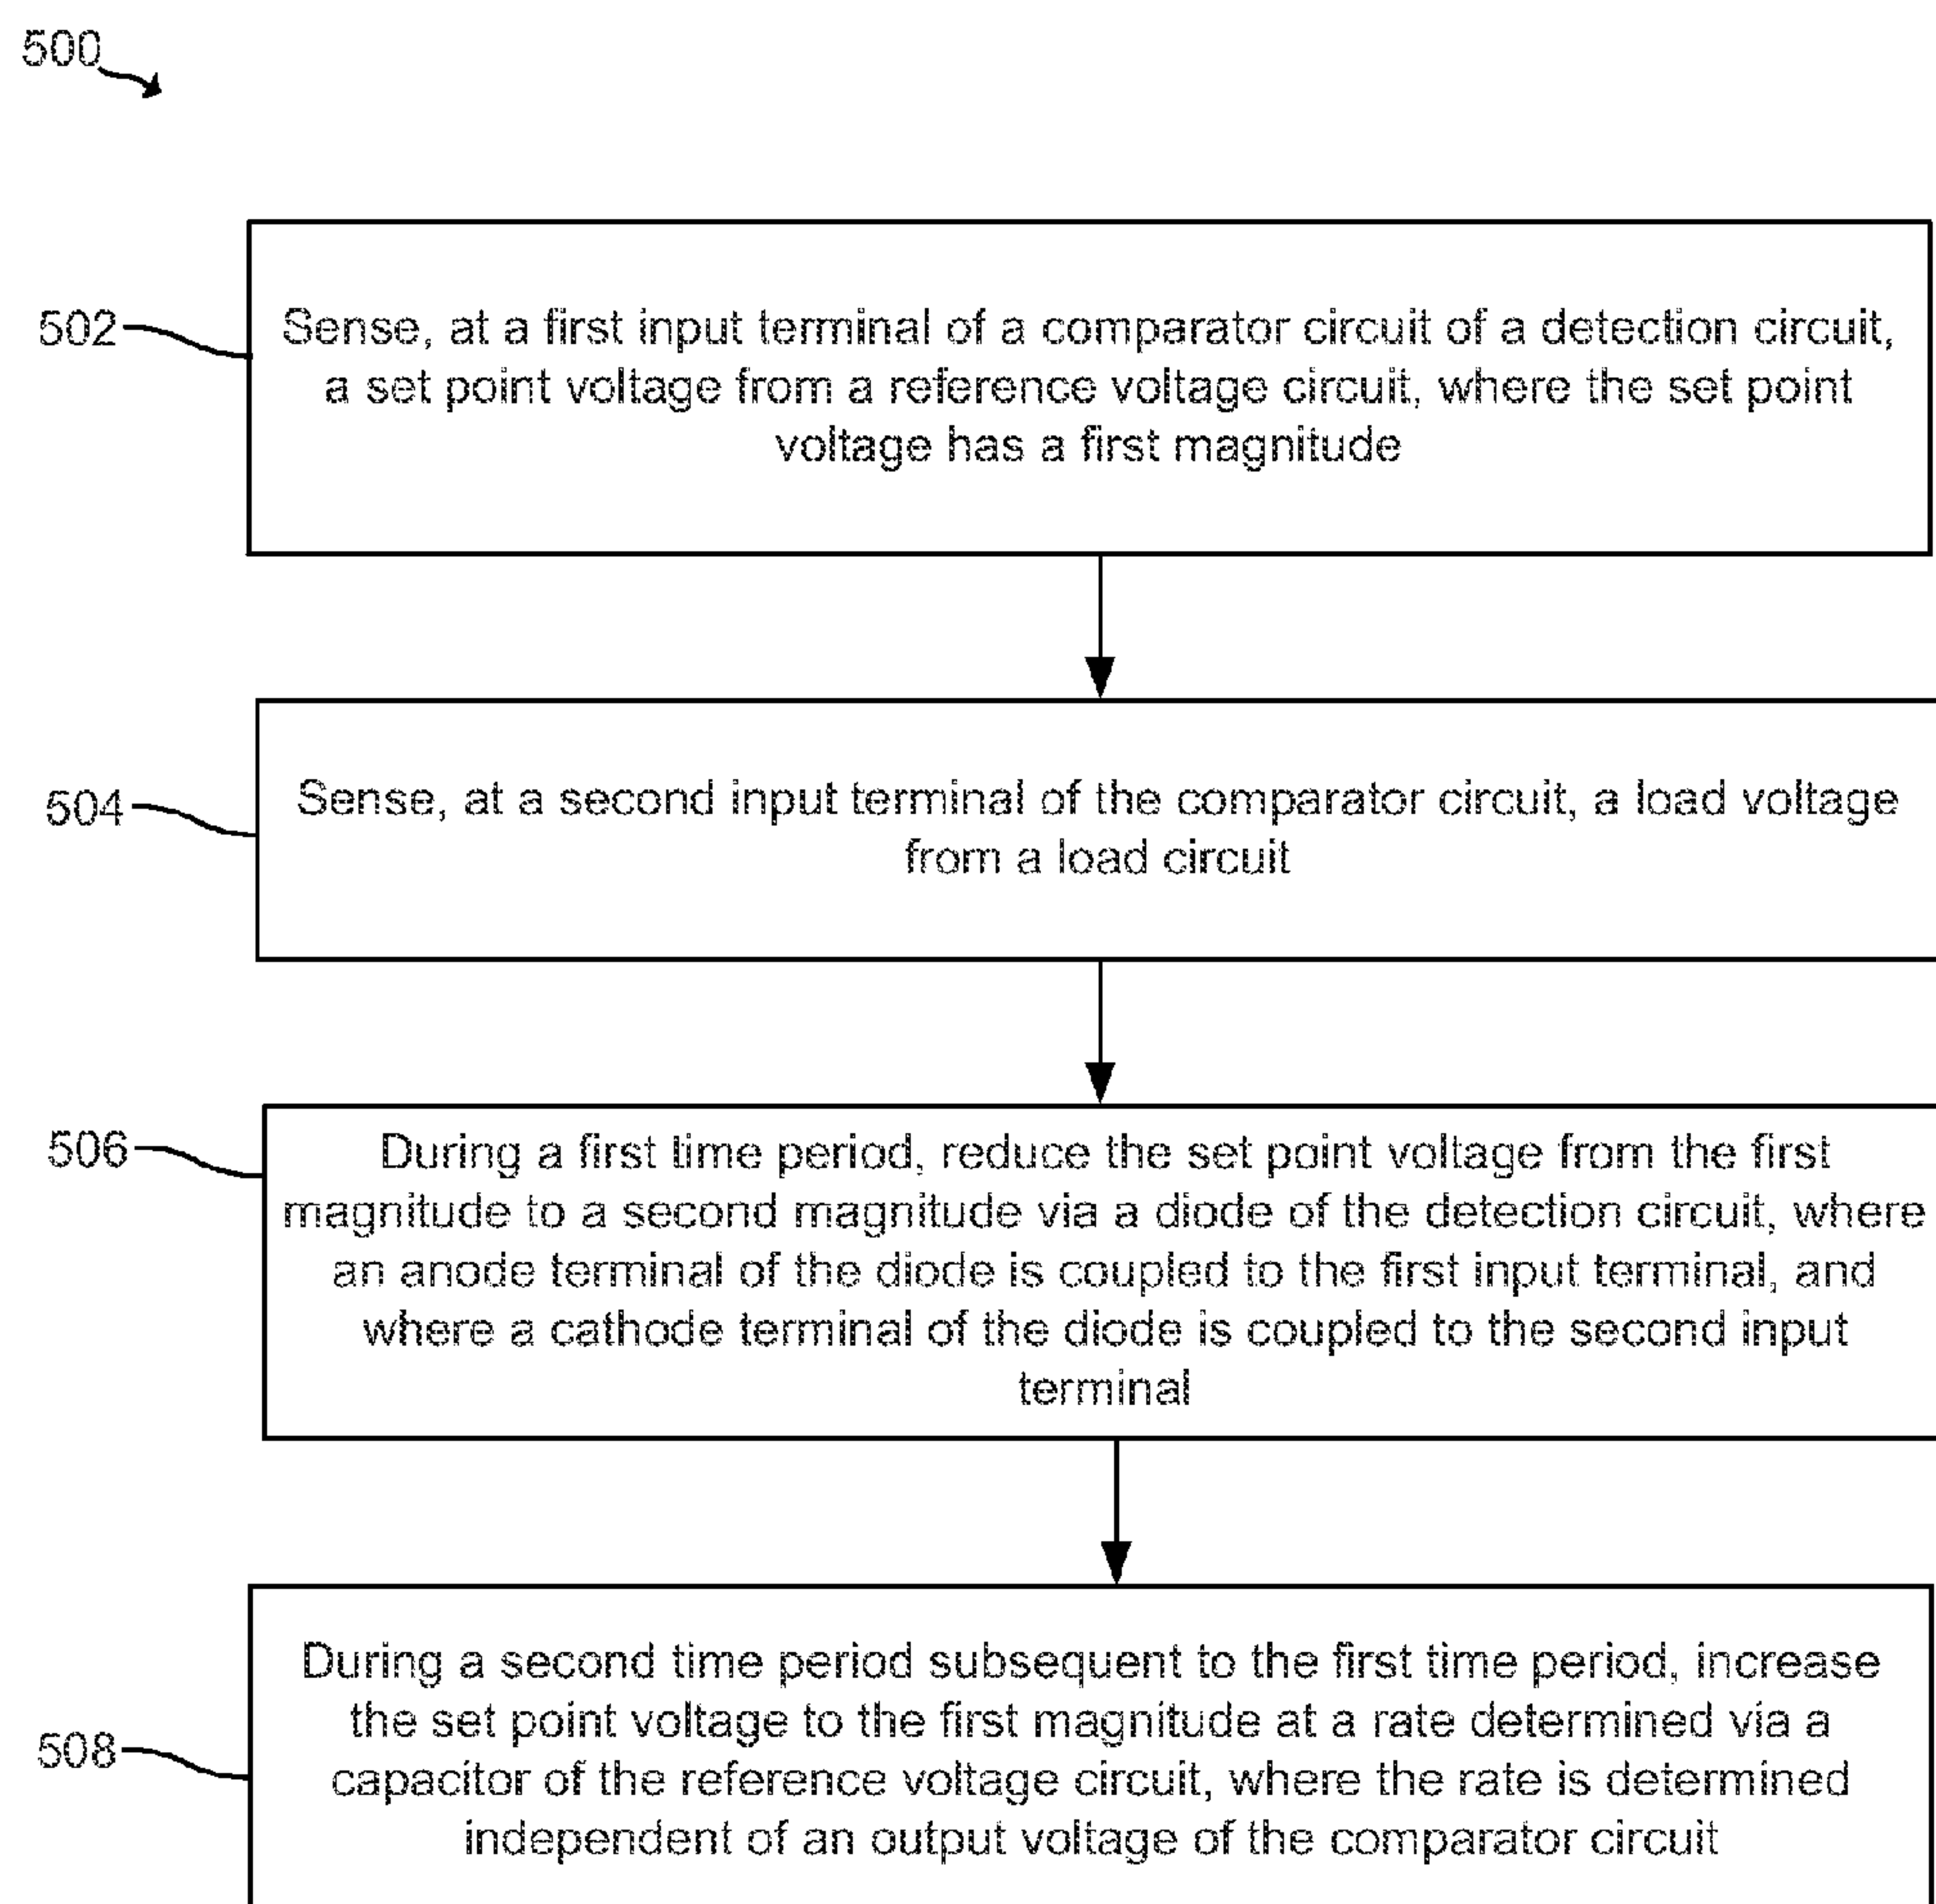 500
502
Sense, at a first input terminal of a comparator circuit of a detection circuit,
a set point voltage from a reference voltage circuit, where the set point
voltage has a first magnitude
504
Sense, at a second input terminal of the comparator circuit, a load voltage
from a load circuit
506
During a first time period, reduce the set point voltage from the first
magnitude to a second magnitude via a diode of the detection circuit, where
an anode terminal of the diode is coupled to the first input terminal, and
where a cathode terminal of the diode is coupled to the second input
terminal
508
During a second time period subsequent to the first time period, increase
the set point voltage to the first magnitude at a rate determined via a
capacitor of the reference voltage circuit, where the rate is determined
independent of an output voltage of the comparator circuit